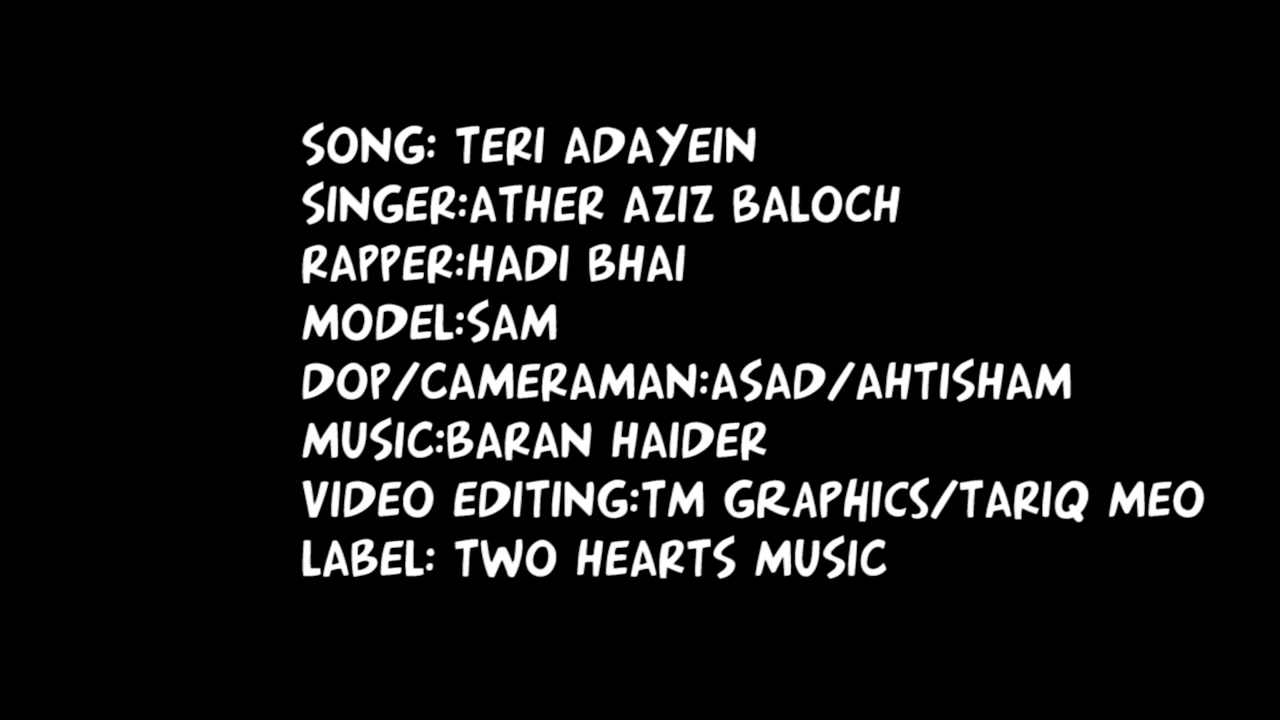 SONG: TERI ADAYEIN
SINGER:ATHER AZIZ BALOCH
RAPPER:HADI BHAI
MODEL:SAM
DOP/CAMERAMAN:ASAD/AHTISHAM
MUSIC:BARAN HAIDER
VIDEO EDITING:TM GRAPHICS/TARIQ MEO
LABEL: TWO HEARTS MUSIC